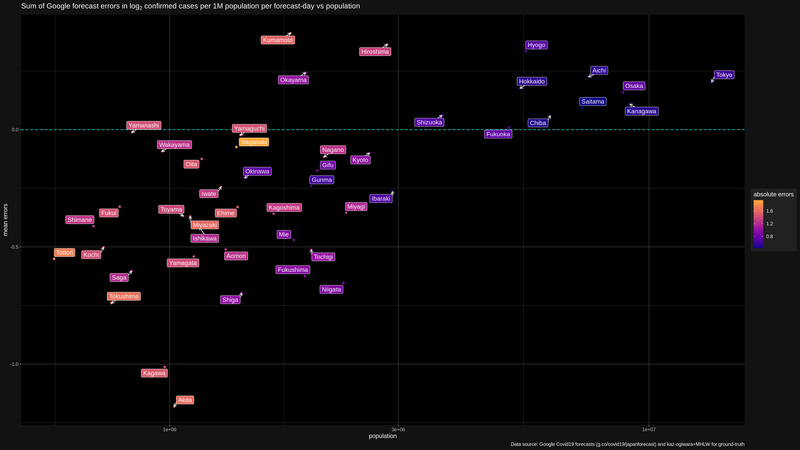 Sum of Google forecast errors in log₂ confirmed cases per 1M population per forecast-day vs population
Kumamoto
Hiroshima
Hyogo
Okayama
Aichi
Tokyo
Hokkaido
Osaka
Saitama
Kanagawa
Shizuoka
Chiba
Yamanashi
Yamaguchi
0.0
Fukuoka
Wakayama
Nagasaki
Nagano
Kyoto
Oita
Gifu
Okinawa
Gunma
Iwate
Ibaraki
Toyama
Kagoshima
Miyagi
Fukui
Ehime
Shimane
Miyazaki
Mie
Ishikawa
mean errors
-0.5
Tottori
Kochi
Aomori
Tochigi
Yamagata
Fukushima
Saga
Niigata
Tokushima
Shiga
-1.0
Kagawa
Akita
absolute errors
1.6
1.2
0.8
1e+06
3e+06
1e+07
population
Data source: Google Covid19 forecasts (g.co/covid19/japanforecast) and kaz-ogiwara+MHLW for ground-truth